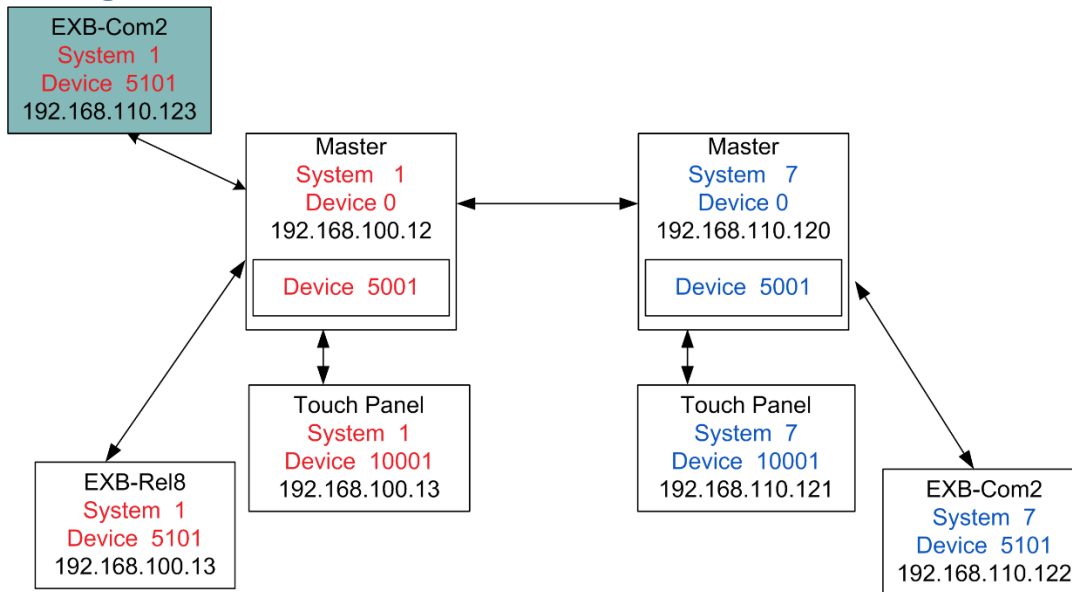 EXB-Com2
System 1
Device 5101
192.168.110.123
Master
System 1
Device 0
192.168.100.12
Device 5001
Master
System 7
Device 0
192.168.110.120
Device 5001
Touch Panel
System 1
Device 10001
192.168.100.13
Touch Panel
System 7
Device 10001
192.168.110.121
EXB-Rel8
System 1
Device 5101
192.168.100.13
EXB-Com2
System 7
Device 5101
192.168.110.122